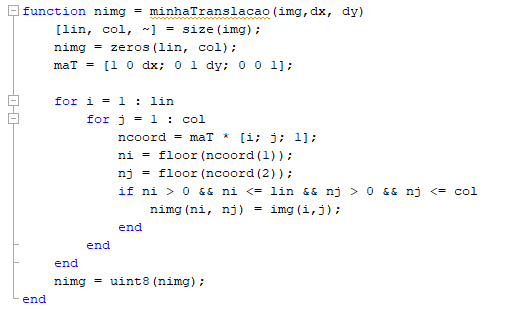 function nimg = minhaTranslacao(img,dx, dy)
[lin, col, ~] = size(img);
nimg = zeros(lin, col);
maT = [1 0 dx; 0 1 dy; 0 0 1];
for i = 1 : lin
for j = 1 : col
ncoord = maT * [i; j; 1];
ni = floor(ncoord(1));
nj = floor(ncoord(2));
if ni > 0 && ni <= lin && nj > 0 && nj <= col
nimg(ni, nj) = img(i,j);
end
end
end
nimg = uint8(nimg);
end